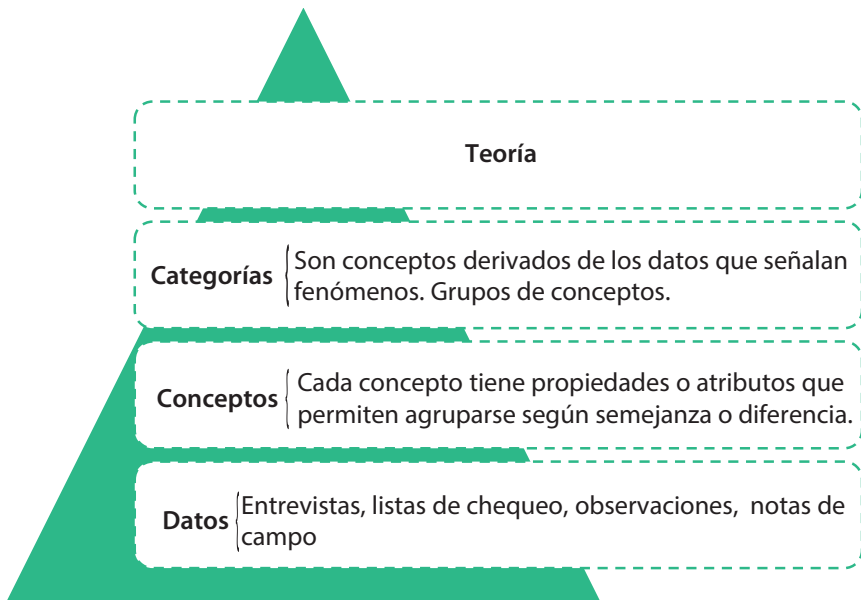 Teoría
Categorías
Son conceptos derivados de los datos que señalan
fenómenos. Grupos de conceptos.
Conceptos
Cada concepto tiene propiedades o atributos que
permiten agruparse según semejanza o diferencia.
Datos
Entrevistas, listas de chequeo, observaciones, notas de
campo